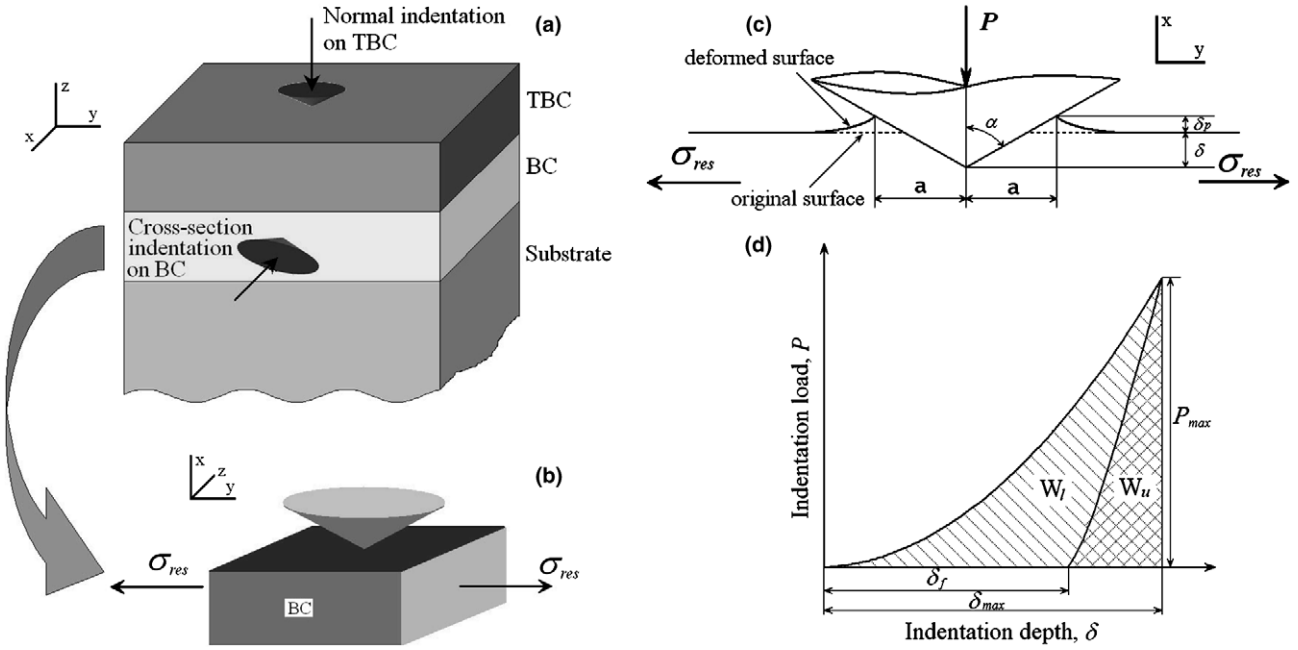 Normal indentation
on TBC
(a)
z
y
x
TBC
BC
Substrate
Cross-section
indentation
on BC
(b)
x
z
y
σres
σres
BC
(c)
P
x
y
deformed surface
α
δp
δ
σres
σres
a
a
original surface
(d)
Indentation load, P
Pmax
Wl
Wu
δf
δmax
Indentation depth, δ